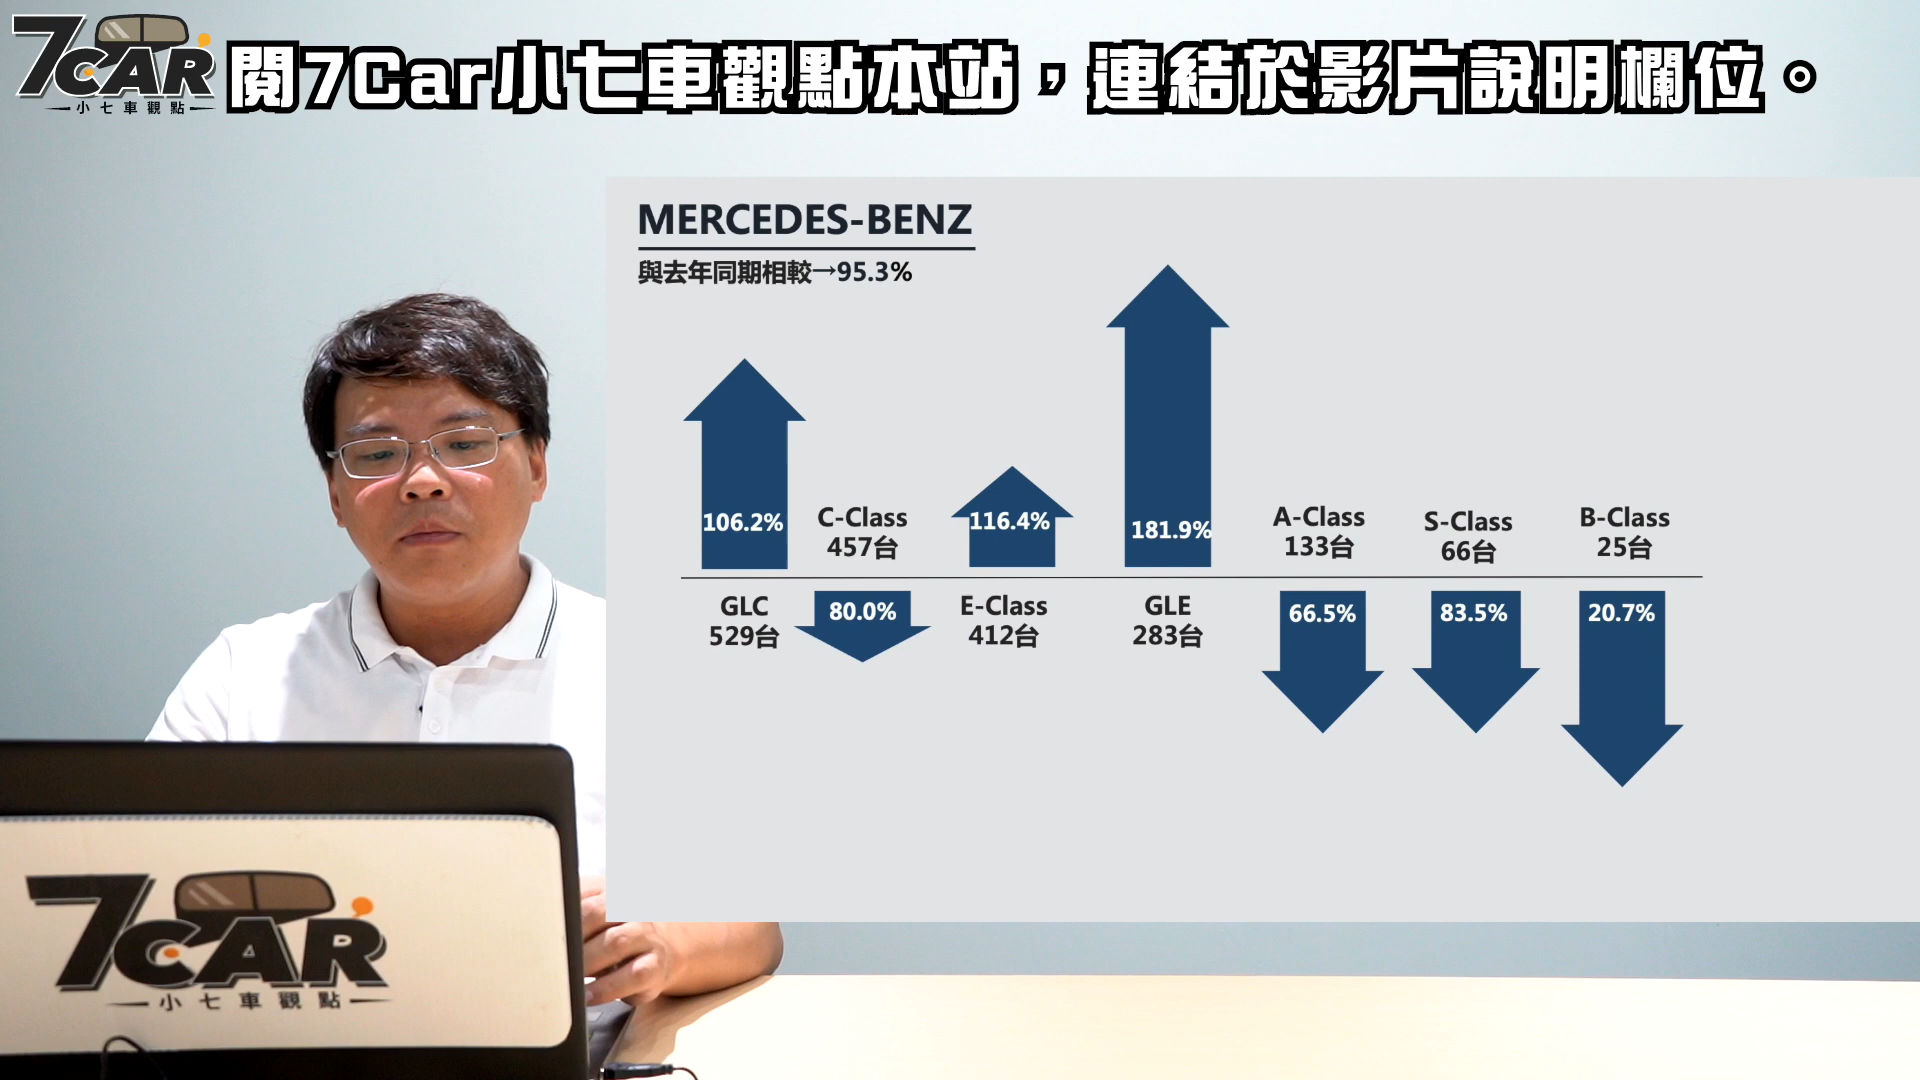 7CAR
小七車觀點
閱7Car小七車觀點本站，連結於影片說明欄位。
MERCEDES-BENZ
與去年同期相較→95.3%
106.2%
C-Class
457台
116.4%
181.9%
A-Class
133台
S-Class
66台
B-Class
25台
GLC
529台
80.0%
E-Class
412台
GLE
283台
66.5%
83.5%
20.7%
7CAR
小七車觀點